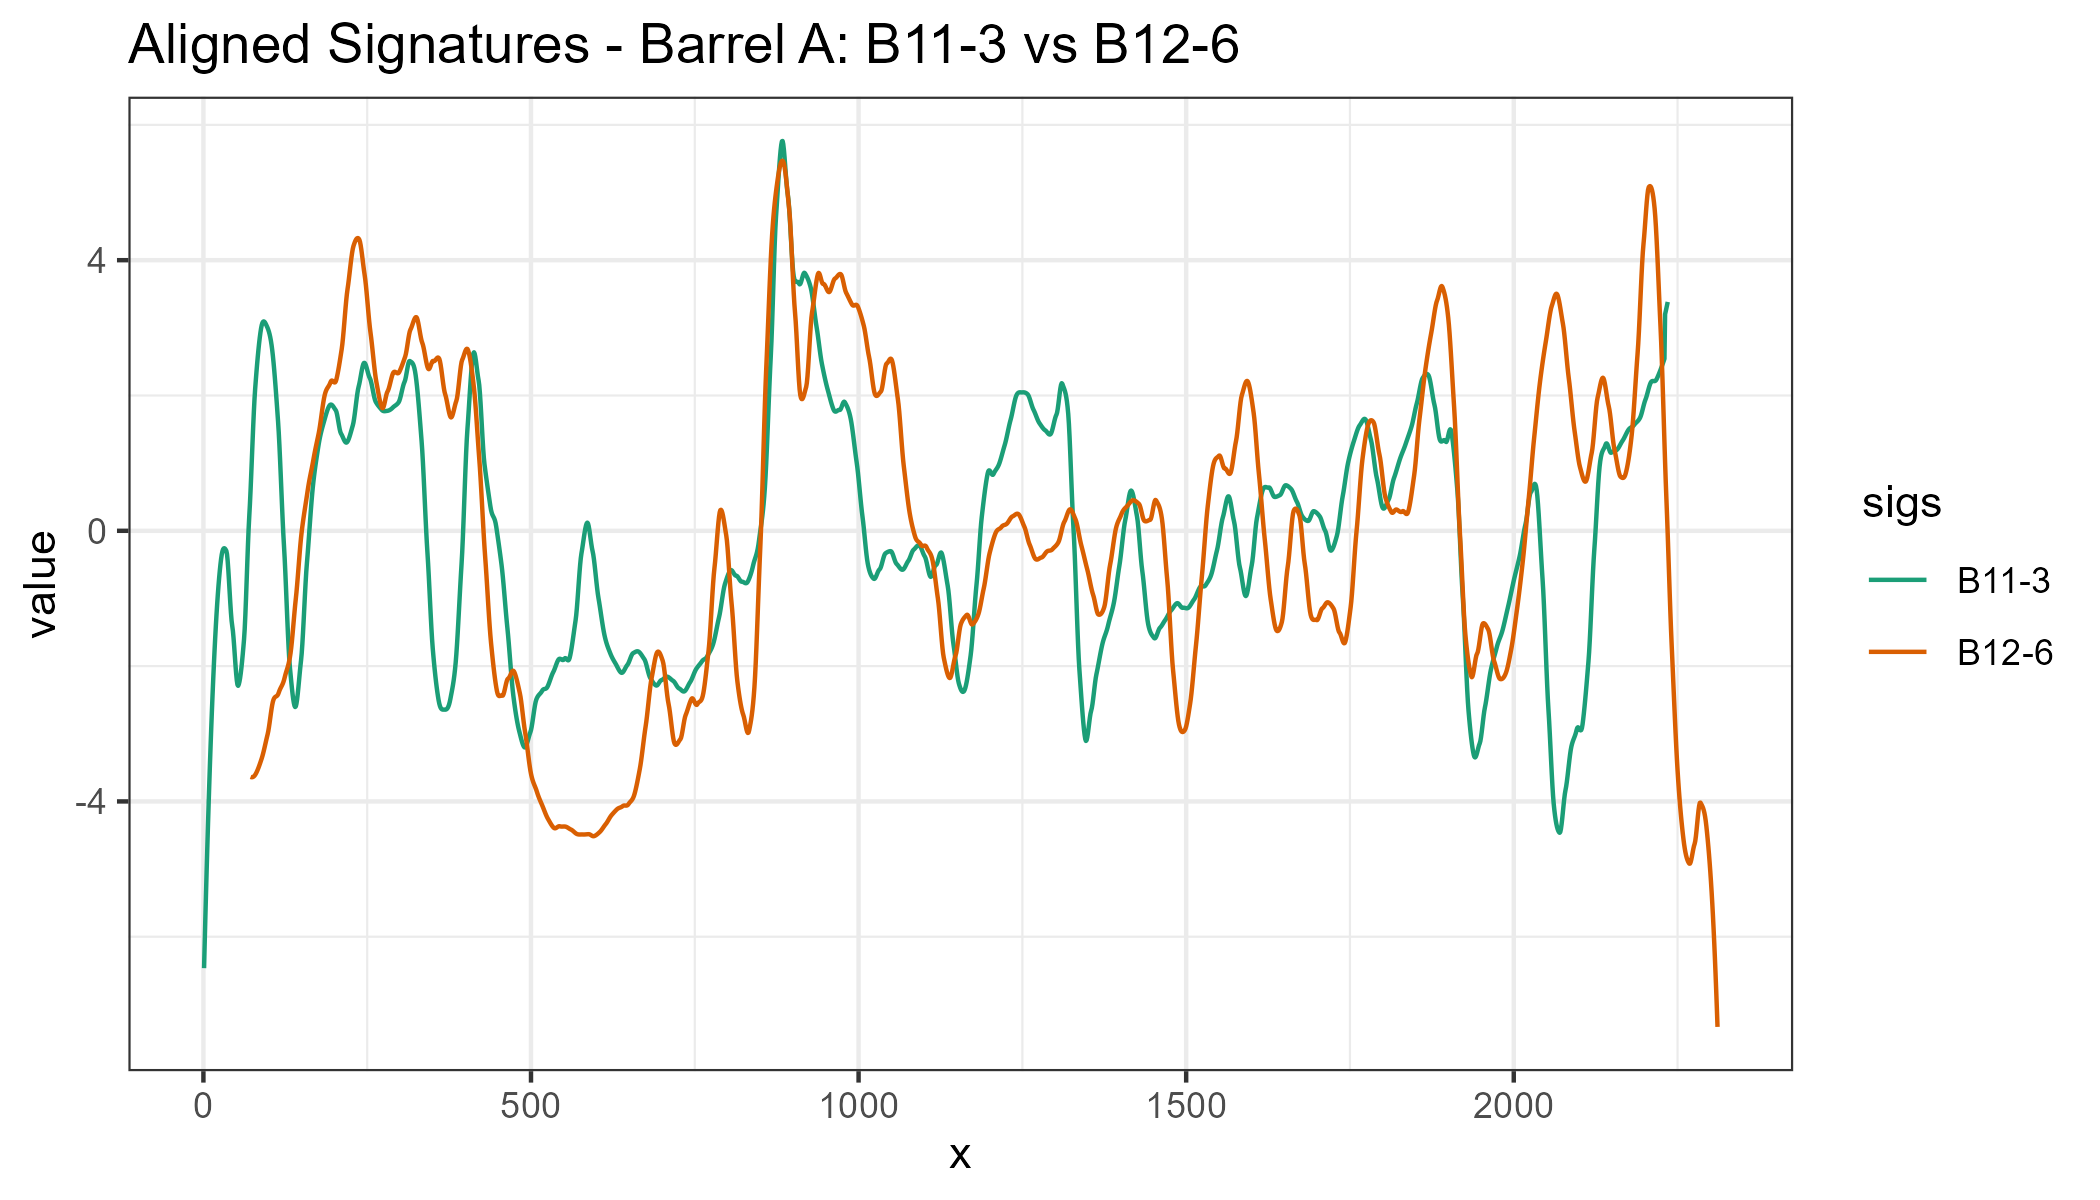 Aligned Signatures - Barrel A: B11-3 vs B12-6
value
4
0
-4
0 500 1000 1500 2000
x
sigs
B11-3
B12-6